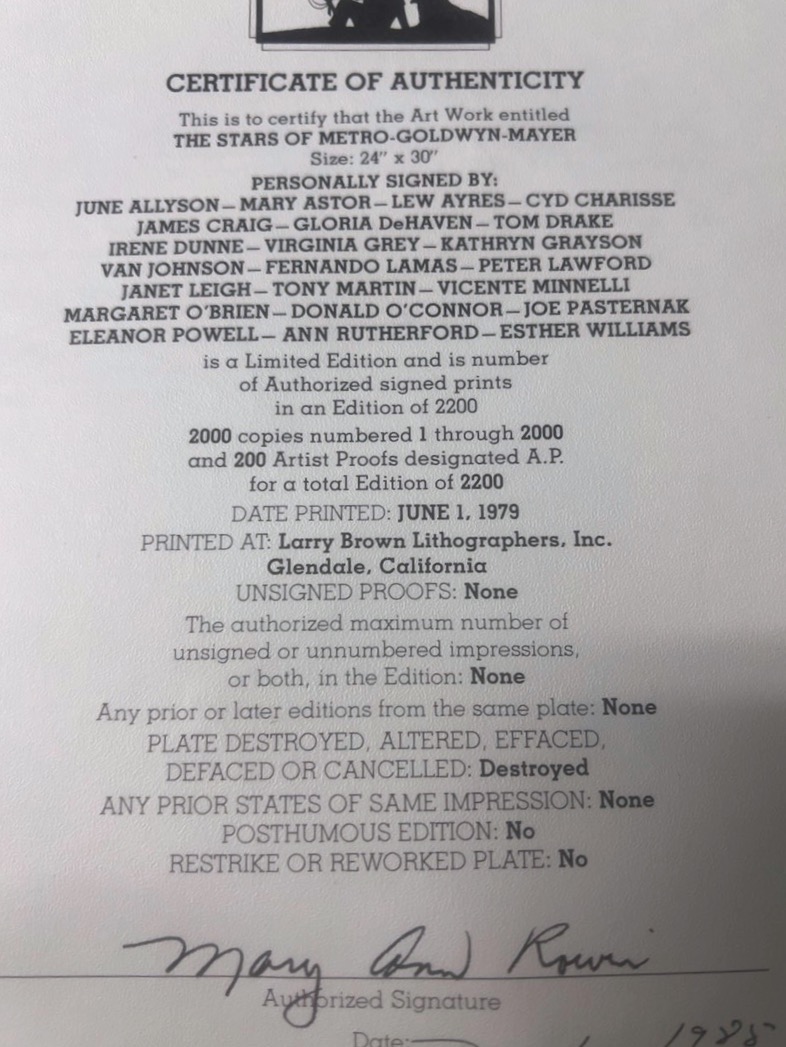 CERTIFICATE OF AUTHENTICITY
This is to certify that the Art Work entitled
THE STARS OF METRO-GOLDWYN-MAYER
Size: 24" x 30"
PERSONALLY SIGNED BY:
JUNE ALLYSON—MARY ASTOR—LEW AYRES—CYD CHARISSE
JAMES CRAIG—GLORIA DeHAVEN—TOM DRAKE
IRENE DUNNE—VIRGINIA GREY—KATHRYN GRAYSON
VAN JOHNSON—FERNANDO LAMAS—PETER LAWFORD
JANET LEIGH—TONY MARTIN—VICENTE MINNELLI
MARGARET O'BRIEN—DONALD O'CONNOR—JOE PASTERNAK
ELEANOR POWELL—ANN RUTHERFORD—ESTHER WILLIAMS
is a Limited Edition and is number
of Authorized signed prints
in an Edition of 2200
2000 copies numbered 1 through 2000
and 200 Artist Proofs designated A.P.
for a total Edition of 2200
DATE PRINTED: JUNE 1, 1979
PRINTED AT: Larry Brown Lithographers, Inc.
Glendale, California
UNSIGNED PROOFS: None
The authorized maximum number of
unsigned or unnumbered impressions,
or both, in the Edition: None
Any prior or later editions from the same plate: None
PLATE DESTROYED, ALTERED, EFFACED,
DEFACED OR CANCELLED: Destroyed
ANY PRIOR STATES OF SAME IMPRESSION: None
POSTHUMOUS EDITION: No
RESTRIKE OR REWORKED PLATE: No
Mary Ann
Authorized Signature
Date: 1985